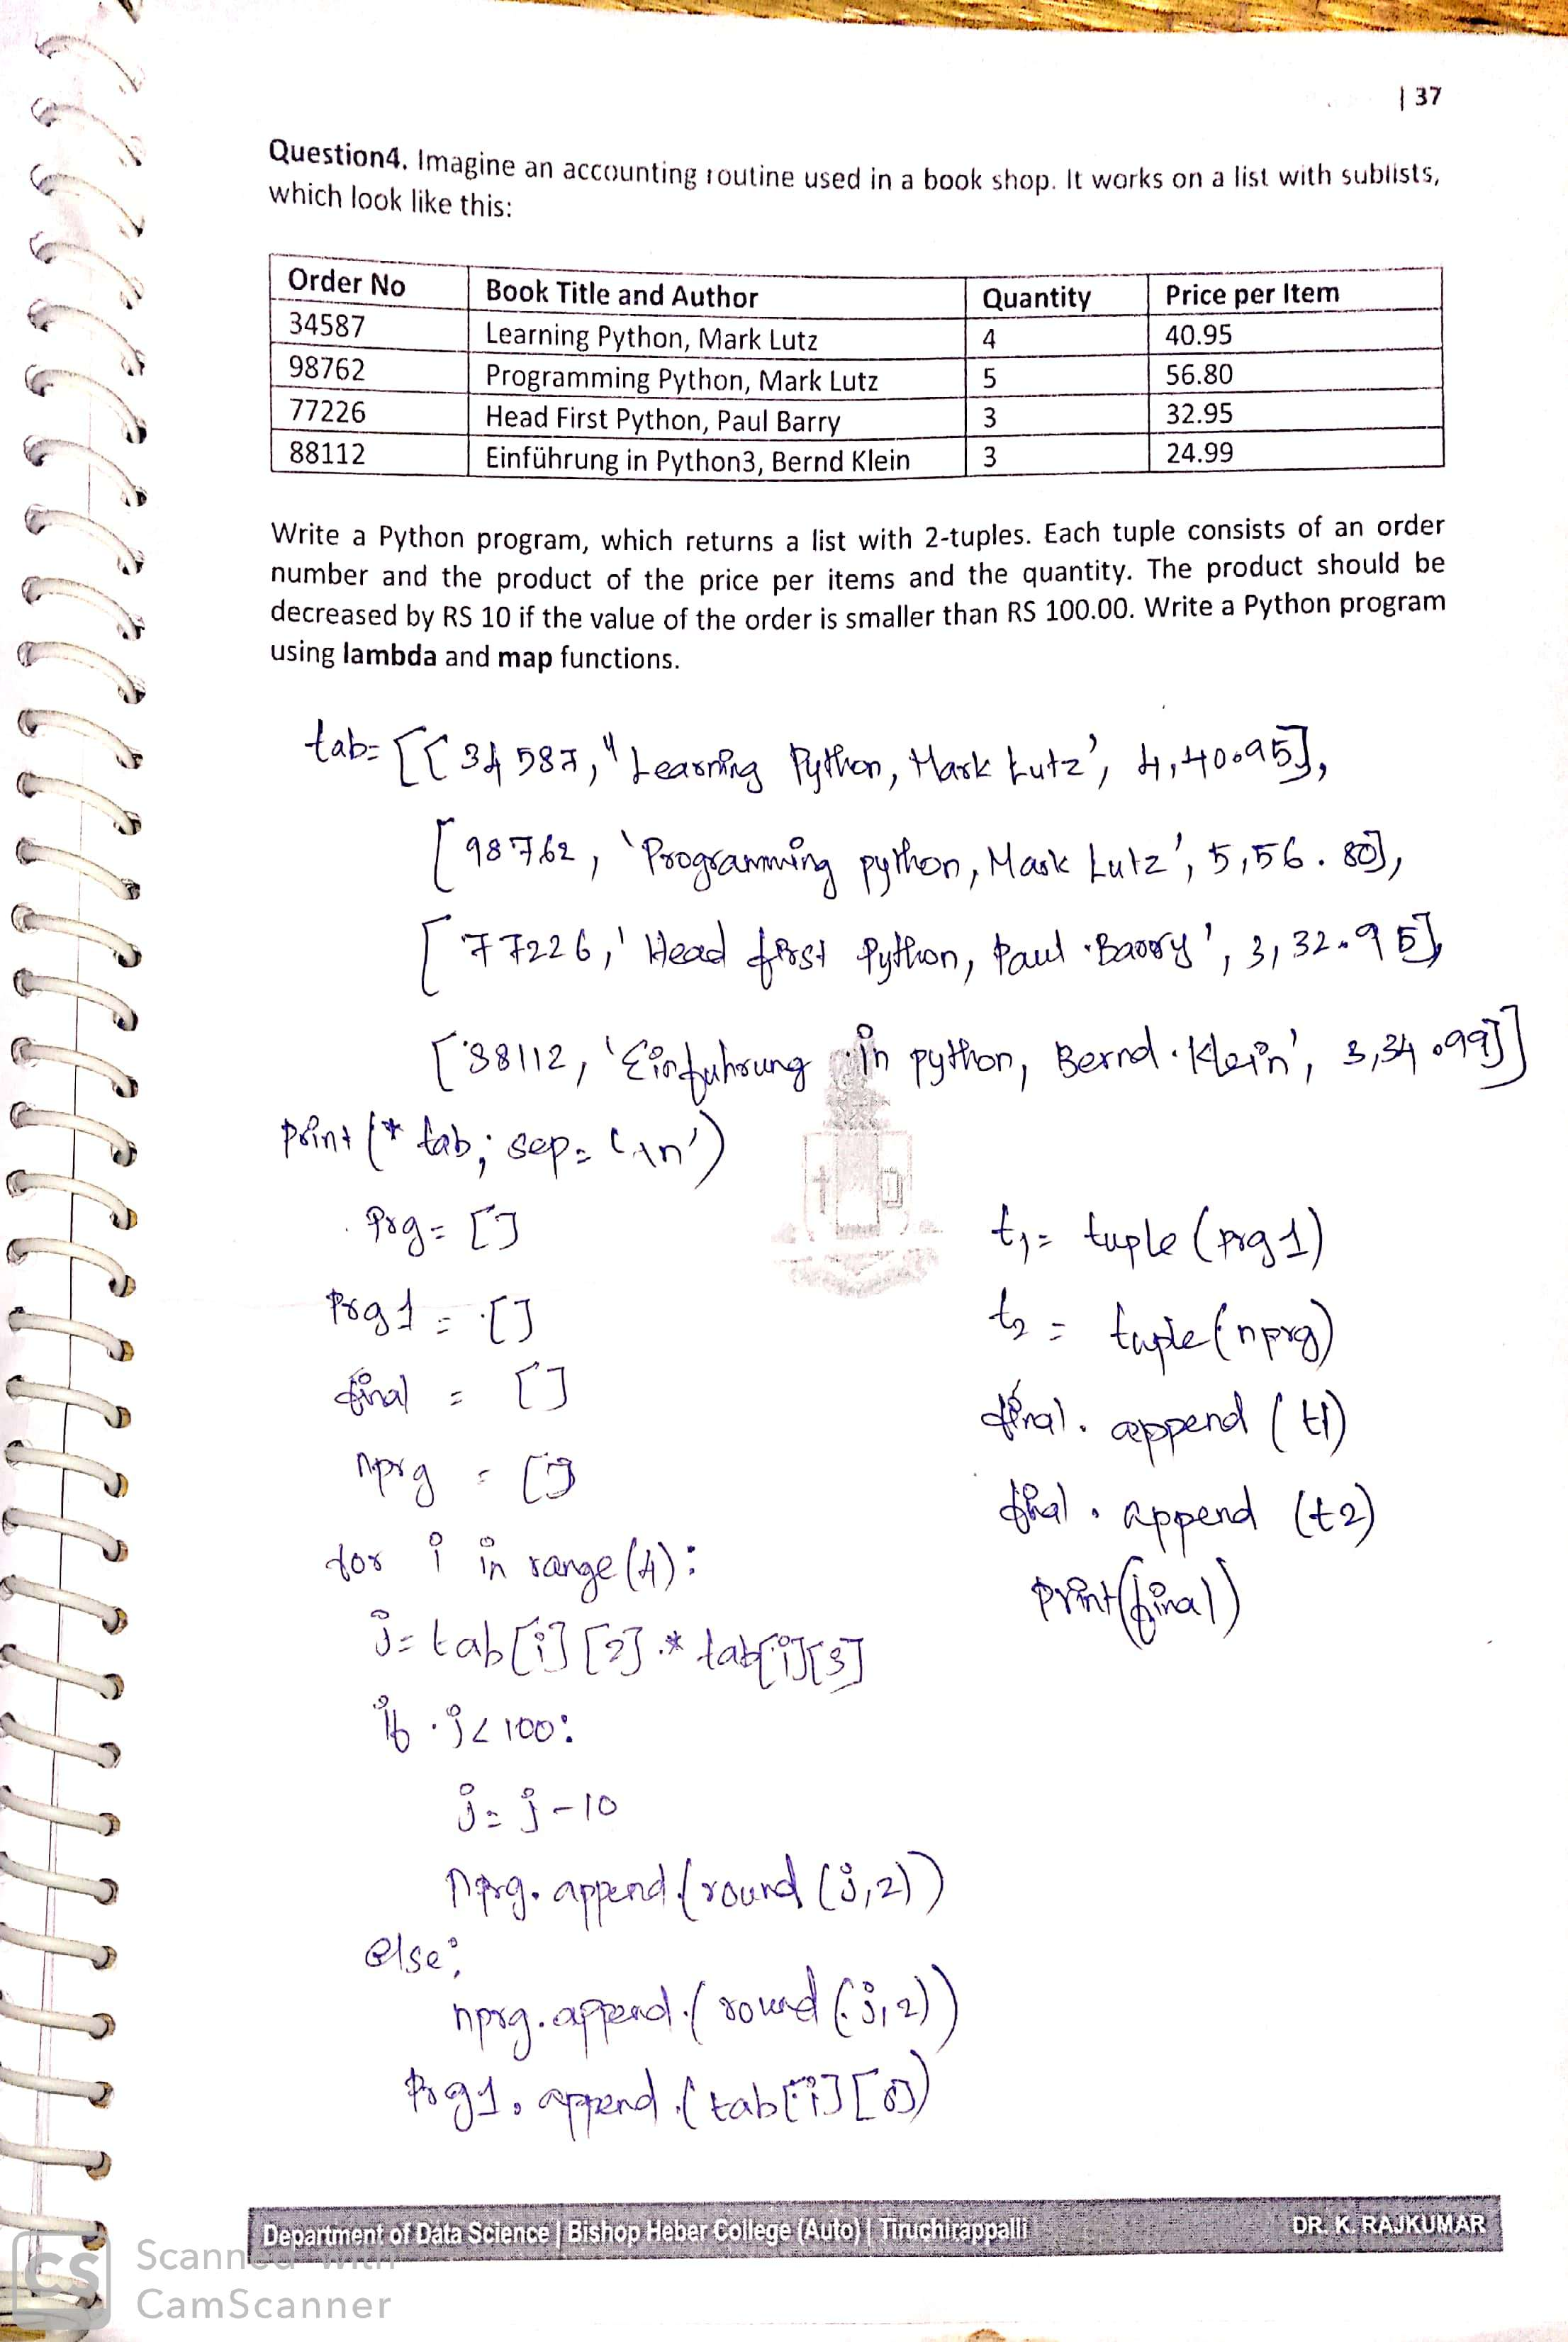 | 37
Question4. Imagine an accounting routine used in a book shop. It works on a list with sublists,
which look like this:
Order No Book Title and Author Quantity Price per Item
34587 Learning Python, Mark Lutz 4 40.95
98762 Programming Python, Mark Lutz 5 56.80
77226 Head First Python, Paul Barry 3 32.95
88112 Einführung in Python3, Bernd Klein 3 24.99
Write a Python program, which returns a list with 2-tuples. Each tuple consists of an order
number and the product of the price per items and the quantity. The product should be
decreased by RS 10 if the value of the order is smaller than RS 100.00. Write a Python program
using lambda and map functions.
tab= [[34587," Learning Python, Mark Lutz', 4,40.95],
[98762, 'Programming python, Mark Lutz', 5,56.80],
[77226,' Head first Python, Paul Barry', 3,32.95],
[88112, 'Einfuhrung in python, Bernd Klein', 3,34.99]]
print (* tab; sep= '\n')
prg= []
prg1 = []
final = []
nprg = []
for i in range(4):
j= tab[i][2] * tab[i][3]
if j<100:
j=j-10
nprg.append(round(j,2))
else:
nprg.append(round(j,2))
prg1.append(tab[i][0])
t1= tuple (prg1)
t2 = tuple(nprg)
final.append (t1)
final.append (t2)
print(final)
Department of Data Science | Bishop Heber College (Auto) | Tiruchirappalli DR. K. RAJKUMAR
CS Scanned with
CamScanner